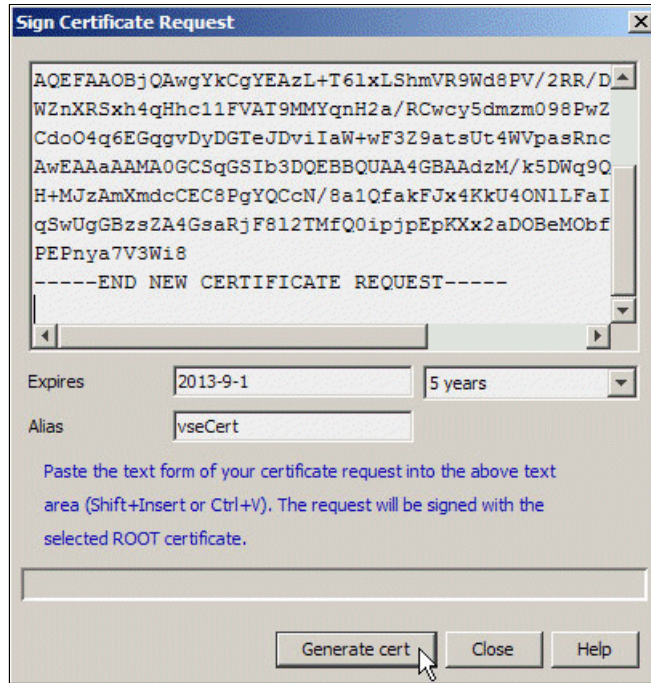 Sign Certificate Request
AQEFAAOBjQAwgYkCgYEAzL+T6lxLShmVR9Wd8PV/2RR/D
WZnXRSxh4qHhc11FVAT9MMYqnH2a/RCwcy5dmzm098PwZ
CdoO4q6EGqgvDyDGTeJDviIaW+wF3Z9atsUt4WVpasRnc
AwEAAaAAMA0GCSqGSIb3DQEBBQUAA4GBAAdzM/k5DWq9Q
H+MJzAmXmdcCEC8PgYQCcN/8a1QfakFJx4KkU4ONlLFaI
qSwUgGBzsZA4GsaRjF8l2TMfQ0ipjpEpKXx2aDOBeMObf
PEPnya7V3Wi8
-----END NEW CERTIFICATE REQUEST-----
Expires 2013-9-1 5 years
Alias vseCert
Paste the text form of your certificate request into the above text
area (Shift+Insert or Ctrl+V). The request will be signed with the
selected ROOT certificate.
Generate cert Close Help